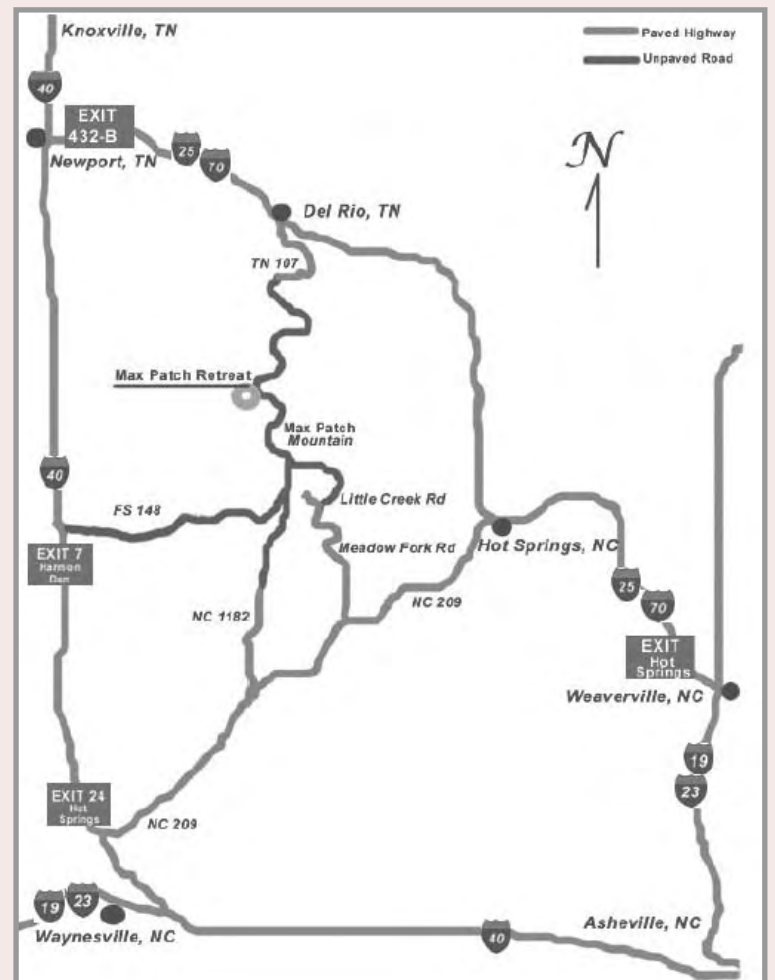 Knoxville, TN
Paved Highway
Unpaved Road
40
EXIT
432-B
25
70
Newport, TN
N
Del Rio, TN
TN 107
Max Patch Retreat
Max Patch
Mountain
40
FS 148
Little Creek Rd
EXIT 7
Harmon
Den
Meadow Fork Rd
Hot Springs, NC
NC 1182
NC 209
25
70
EXIT
Hot
Springs
Weaverville, NC
19
23
EXIT 24
Hot
Springs
NC 209
19
23
Waynesville, NC
40
Asheville, NC